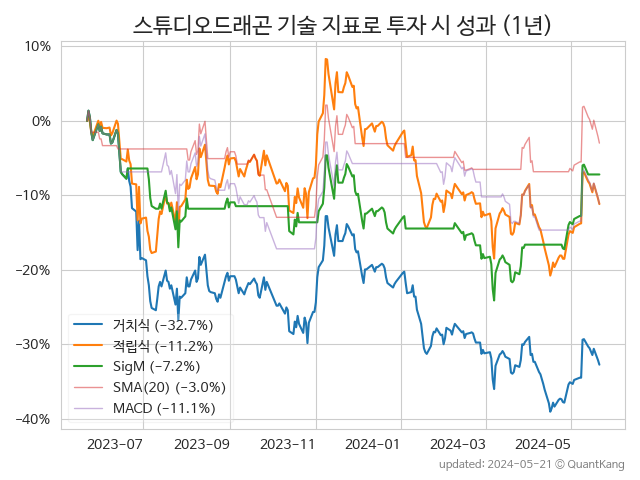 스튜디오드래곤 기술 지표로 투자 시 성과 (1년)
10%
0%
−10%
−20%
−30%
−40%
거치식 (−32.7%)
적립식 (−11.2%)
SigM (−7.2%)
SMA(20) (−3.0%)
MACD (−11.1%)
2023−07 2023−09 2023−11 2024−01 2024−03 2024−05
updated: 2024-05-21 © QuantKang